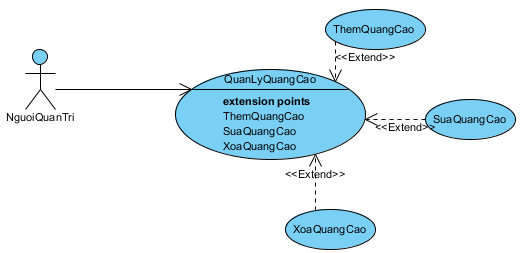 ThemQuangCao
<<Extend>>
QuanLyQuangCao
extension points
ThemQuangCao
SuaQuangCao
XoaQuangCao
NguoiQuanTri
<<Extend>>
SuaQuangCao
<<Extend>>
XoaQuangCao